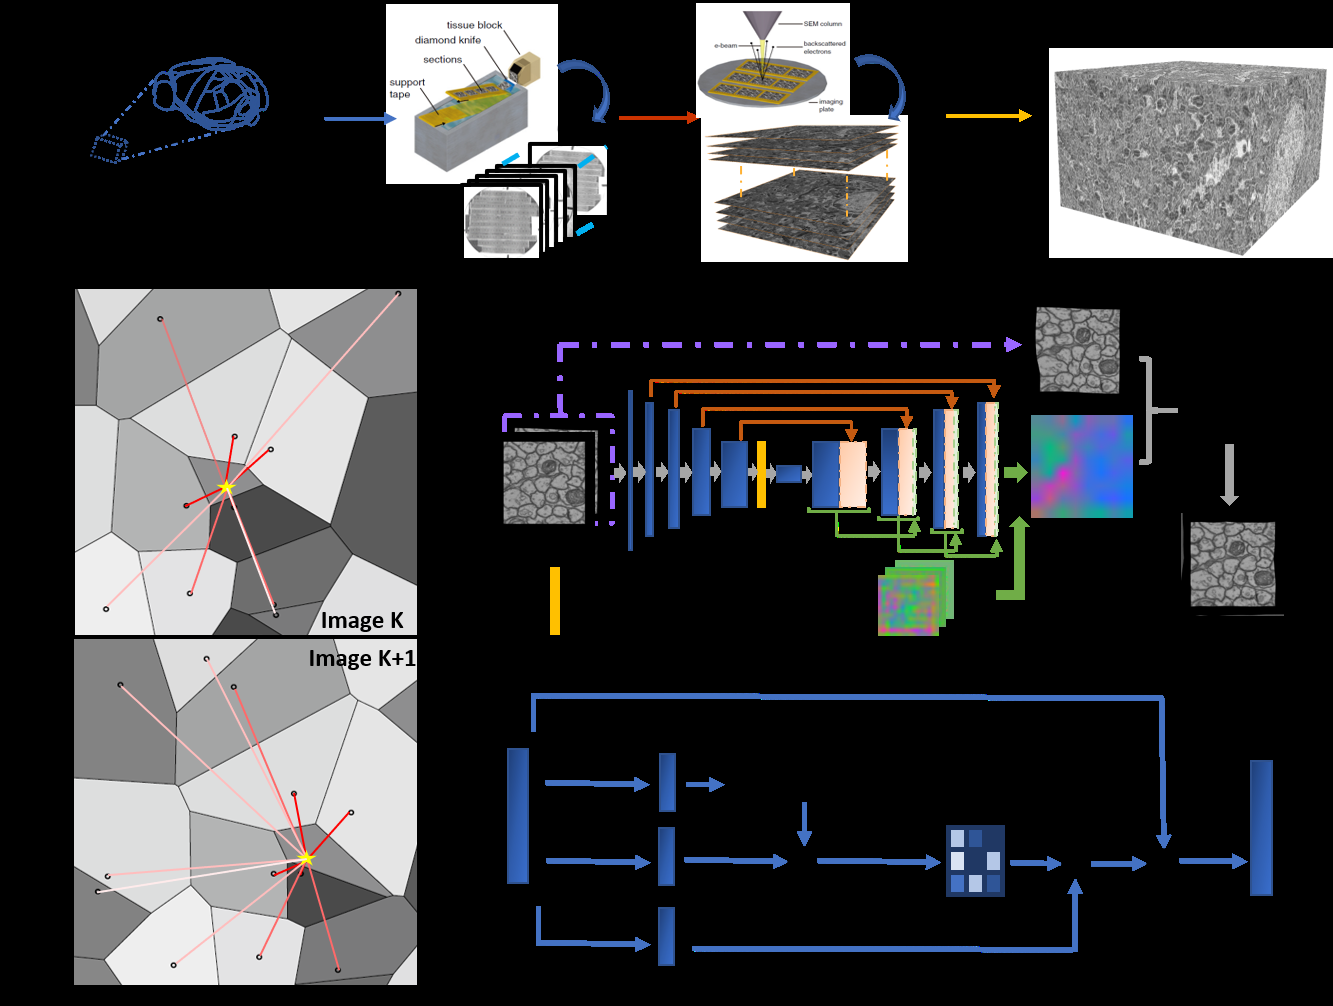 tissue block
diamond knife
sections
support
tape
SEM column
e-beam
backscattered
electrons
imaging
plate
Image K
Image K+1